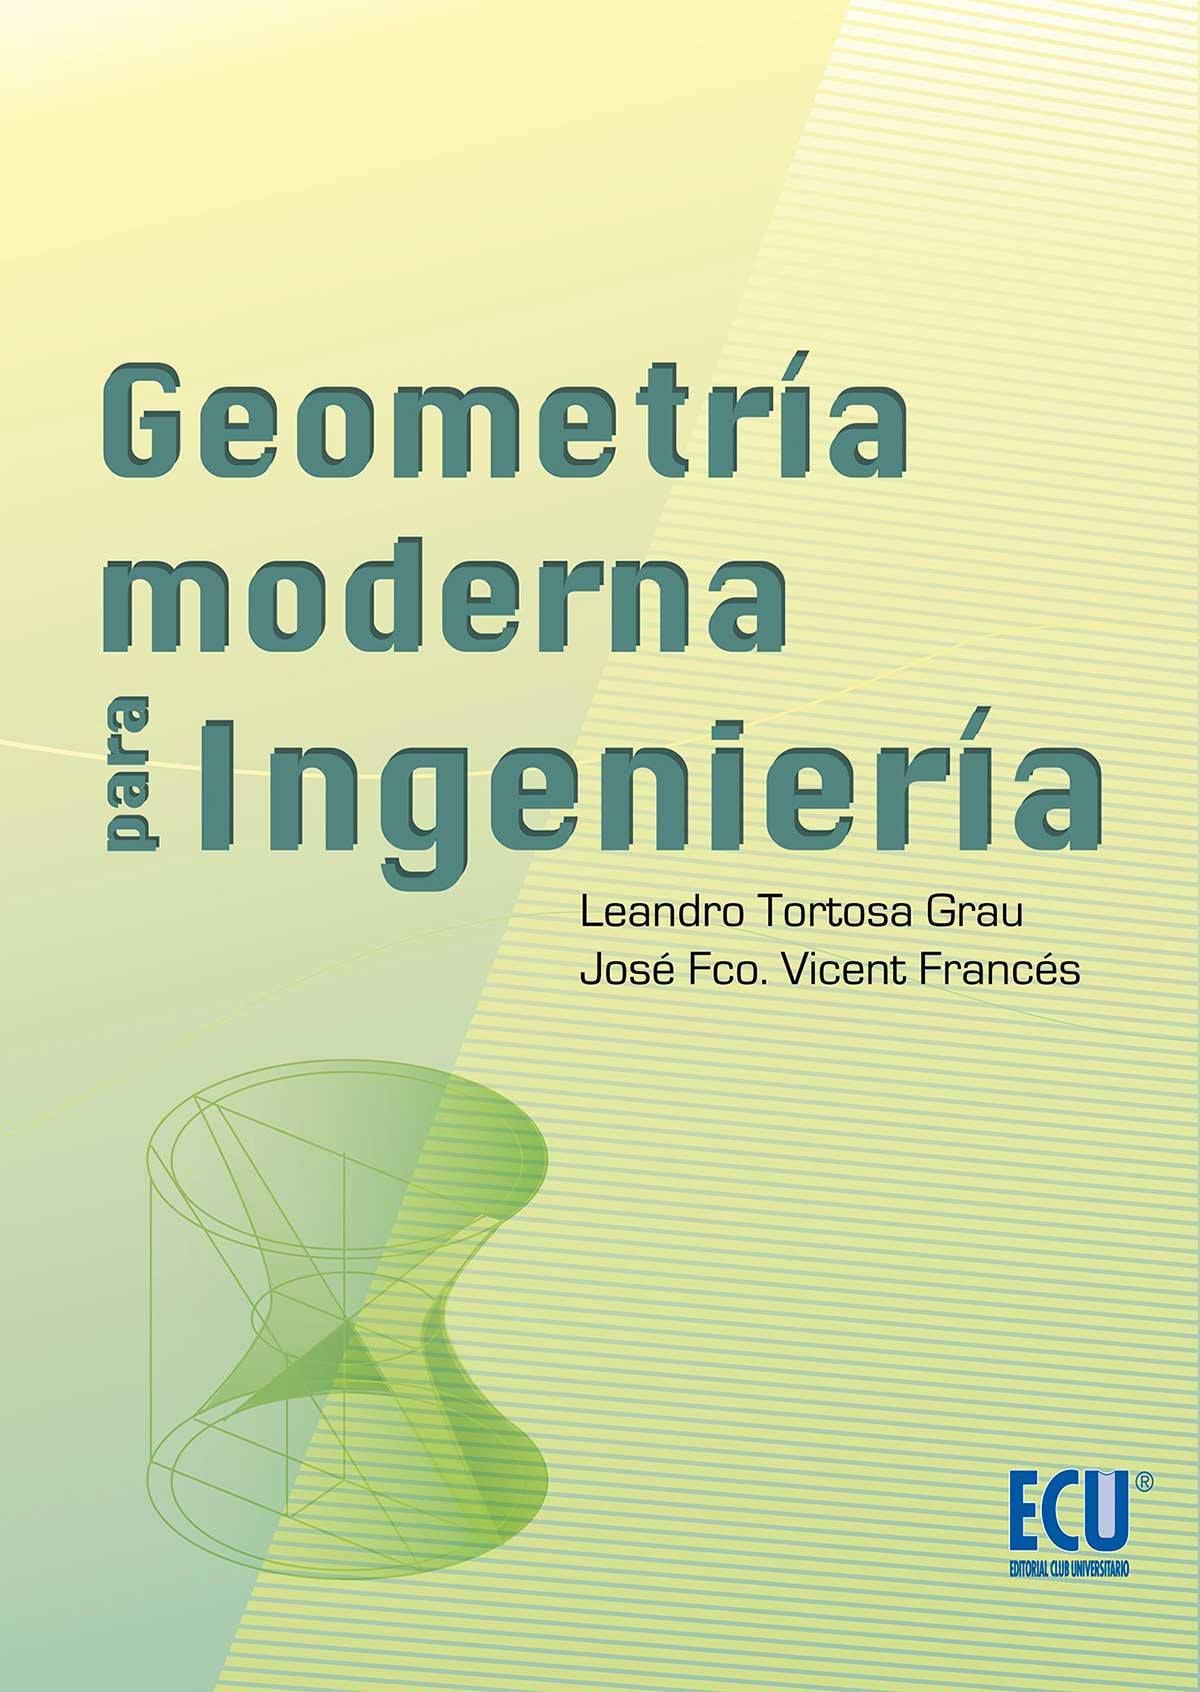 Geometría
moderna
para Ingeniería
Leandro Tortosa Grau
José Fco. Vicent Francés
ECU®
EDITORIAL CLUB UNIVERSITARIO